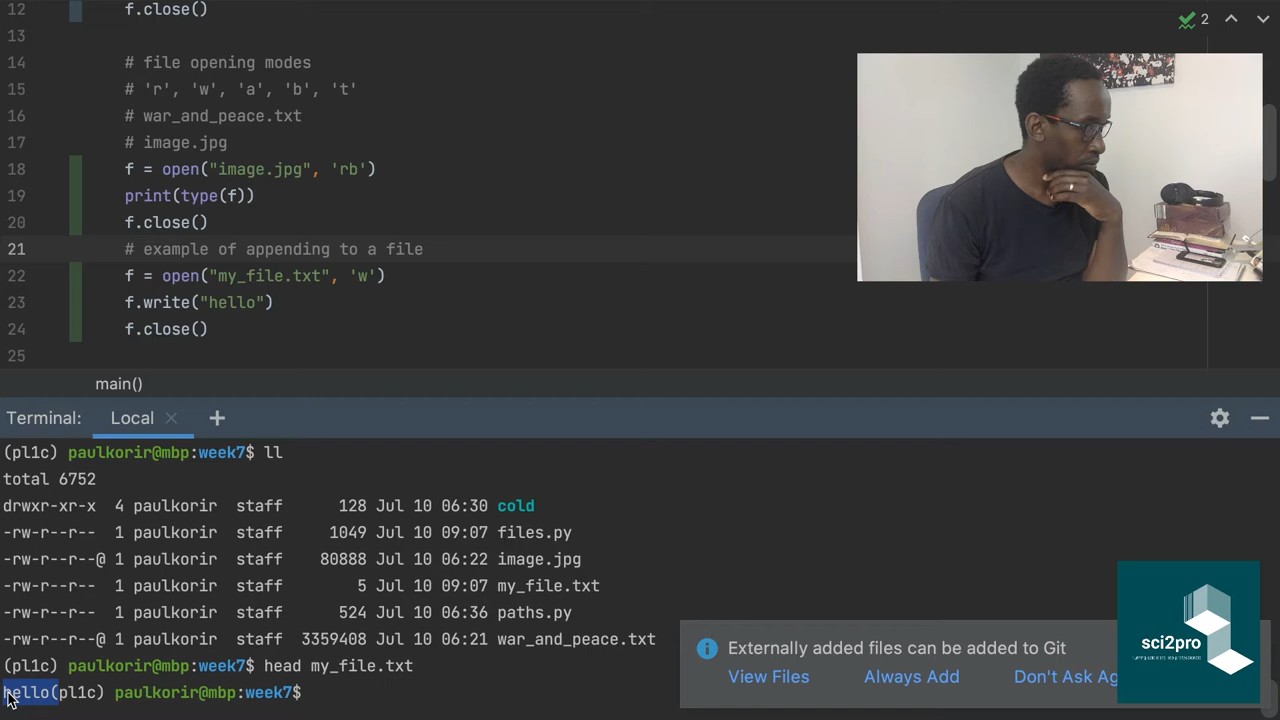 12 f.close()
13
14 # file opening modes
15 # 'r', 'w', 'a', 'b', 't'
16 # war_and_peace.txt
17 # image.jpg
18 f = open("image.jpg", 'rb')
19 print(type(f))
20 f.close()
21 # example of appending to a file
22 f = open("my_file.txt", 'w')
23 f.write("hello")
24 f.close()
25
2
main()
Terminal: Local
(pl1c) paulkorir@mbp:week7$ ll
total 6752
drwxr-xr-x 4 paulkorir staff 128 Jul 10 06:30 cold
-rw-r--r-- 1 paulkorir staff 1049 Jul 10 09:07 files.py
-rw-r--r--@ 1 paulkorir staff 80888 Jul 10 06:22 image.jpg
-rw-r--r-- 1 paulkorir staff 5 Jul 10 09:07 my_file.txt
-rw-r--r-- 1 paulkorir staff 524 Jul 10 06:36 paths.py
-rw-r--r--@ 1 paulkorir staff 3359408 Jul 10 06:21 war_and_peace.txt
(pl1c) paulkorir@mbp:week7$ head my_file.txt
hello(pl1c) paulkorir@mbp:week7$
Externally added files can be added to Git
View Files Always Add Don't Ask Ag
sci2pro